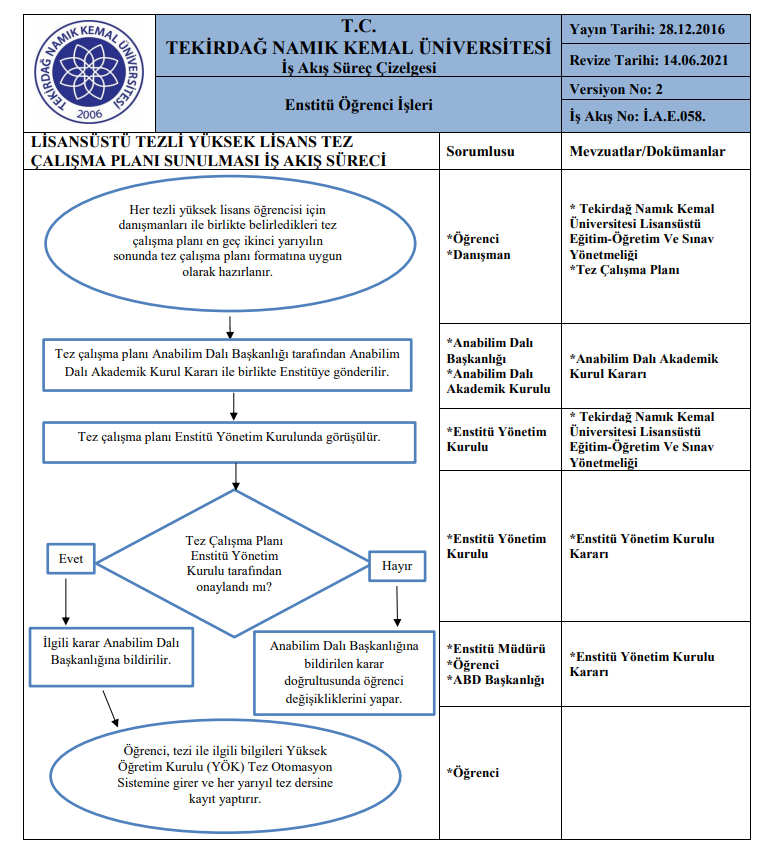 TEKİRDAĞ NAMIK KEMAL ÜNİVERSİTESİ
2006
T.C.
TEKİRDAĞ NAMIK KEMAL ÜNİVERSİTESİ
İş Akış Süreç Çizelgesi
Enstitü Öğrenci İşleri
Yayın Tarihi: 28.12.2016
Revize Tarihi: 14.06.2021
Versiyon No: 2
İş Akış No: İ.A.E.058.
LİSANSÜSTÜ TEZLİ YÜKSEK LİSANS TEZ
ÇALIŞMA PLANI SUNULMASI İŞ AKIŞ SÜRECİ
Sorumlusu
Mevzuatlar/Dokümanlar
Her tezli yüksek lisans öğrencisi için
danışmanları ile birlikte belirledikleri tez
çalışma planı en geç ikinci yarıyılın
sonunda tez çalışma planı formatına uygun
olarak hazırlanır.
*Öğrenci
*Danışman
* Tekirdağ Namık Kemal
Üniversitesi Lisansüstü
Eğitim-Öğretim Ve Sınav
Yönetmeliği
*Tez Çalışma Planı
Tez çalışma planı Anabilim Dalı Başkanlığı tarafından Anabilim
Dalı Akademik Kurul Kararı ile birlikte Enstitüye gönderilir.
*Anabilim Dalı
Başkanlığı
*Anabilim Dalı
Akademik Kurulu
*Anabilim Dalı Akademik
Kurul Kararı
Tez çalışma planı Enstitü Yönetim Kurulunda görüşülür.
*Enstitü Yönetim
Kurulu
* Tekirdağ Namık Kemal
Üniversitesi Lisansüstü
Eğitim-Öğretim Ve Sınav
Yönetmeliği
Tez Çalışma Planı
Enstitü Yönetim
Kurulu tarafından
onaylandı mı?
Evet
Hayır
*Enstitü Yönetim
Kurulu
*Enstitü Yönetim Kurulu
Kararı
İlgili karar Anabilim Dalı
Başkanlığına bildirilir.
Anabilim Dalı Başkanlığına
bildirilen karar
doğrultusunda öğrenci
değişikliklerini yapar.
*Enstitü Müdürü
*Öğrenci
*ABD Başkanlığı
*Enstitü Yönetim Kurulu
Kararı
Öğrenci, tezi ile ilgili bilgileri Yüksek
Öğretim Kurulu (YÖK) Tez Otomasyon
Sistemine girer ve her yarıyıl tez dersine
kayıt yaptırır.
*Öğrenci